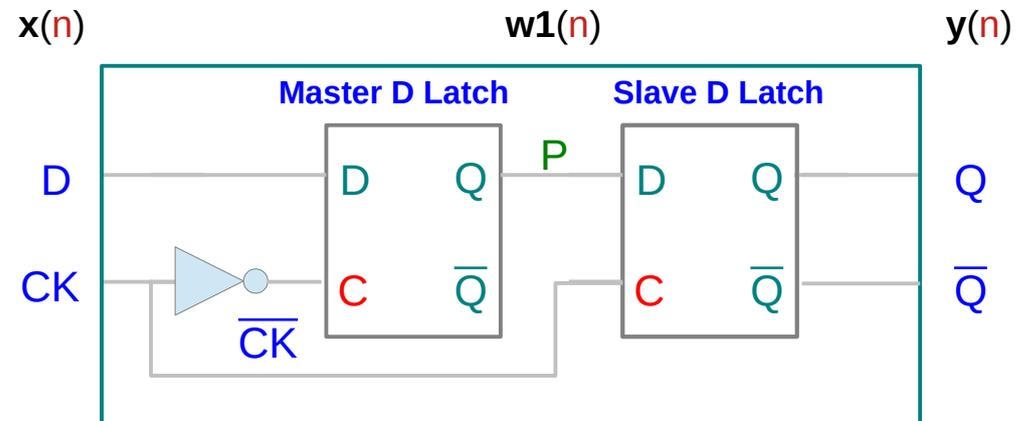 x(n) w1(n) y(n)
Master D Latch Slave D Latch
P
D D Q D Q Q
CK C Q̅ C Q̅ Q̅
C̅K̅